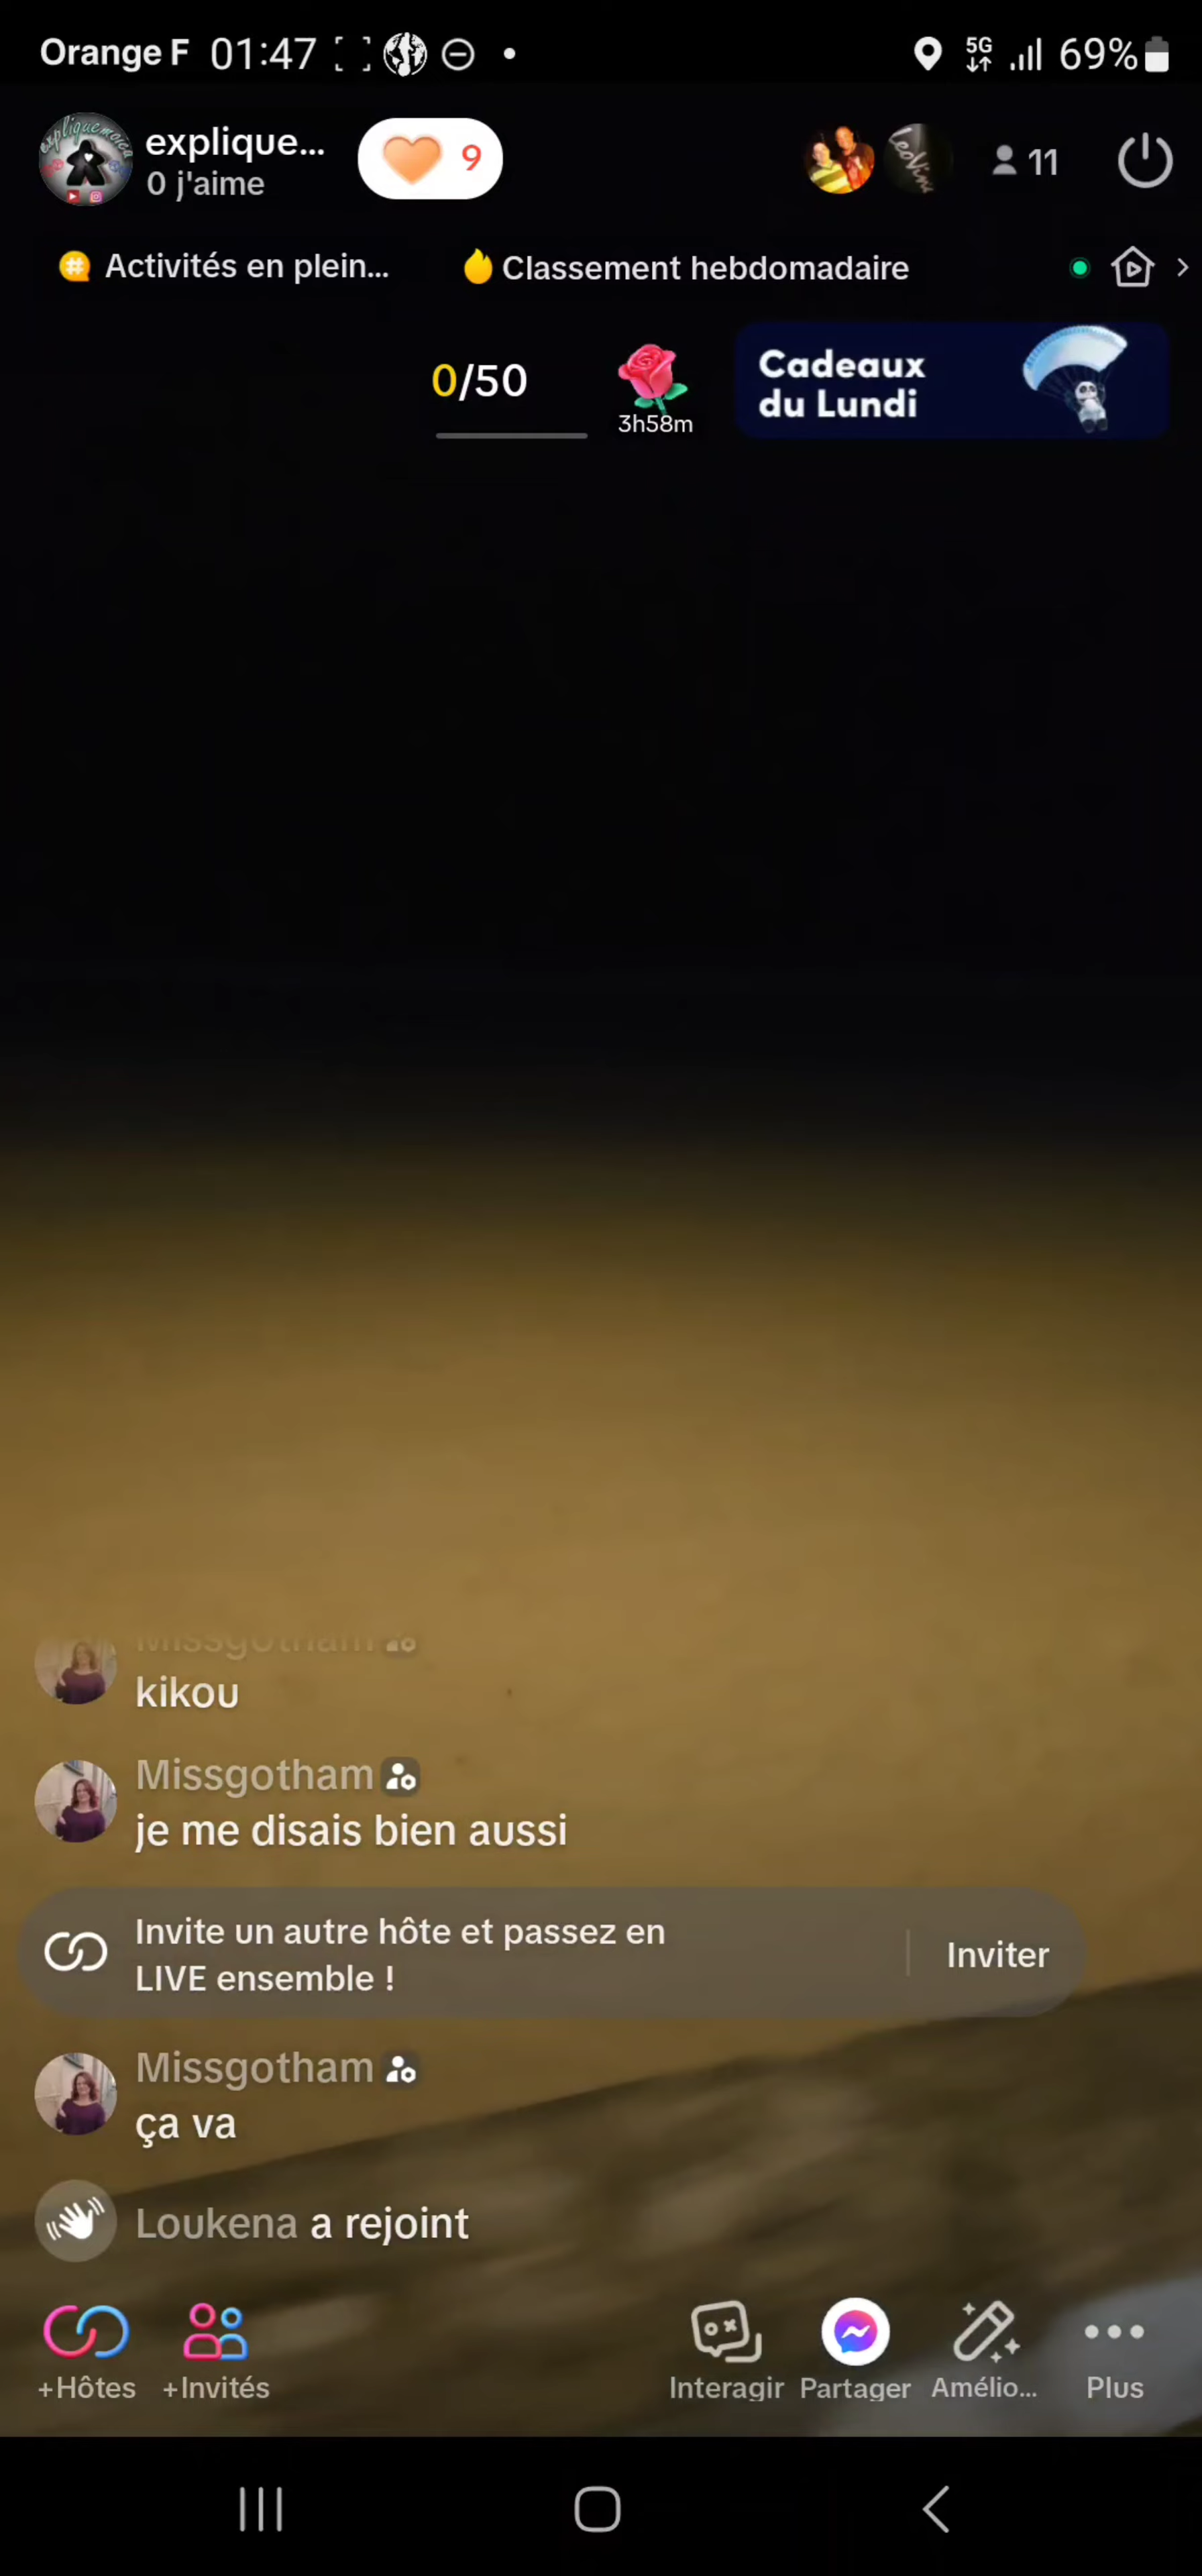 Orange F 01:47
5G 69%
explique...
0 j'aime
9
11
Activités en plein...
Classement hebdomadaire
0/50
3h58m
Cadeaux
du Lundi
expliquemoica
Missgotham
kikou
Missgotham
je me disais bien aussi
Invite un autre hôte et passez en
LIVE ensemble !
Inviter
Missgotham
ça va
Loukena a rejoint
+Hôtes
+Invités
Interagir
Partager
Amélio...
Plus